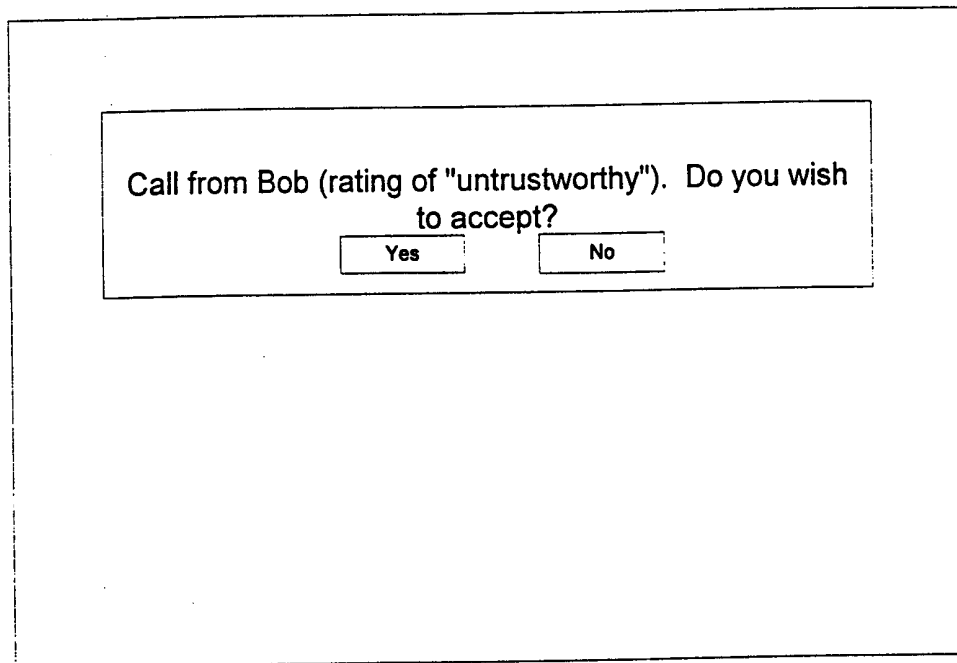 Call from Bob (rating of "untrustworthy").  Do you wish
to accept?
Yes No